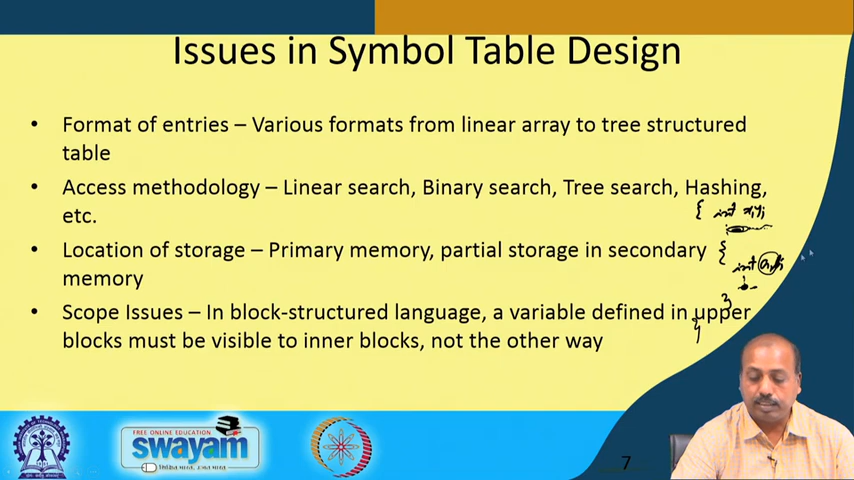 Issues in Symbol Table Design
• Format of entries – Various formats from linear array to tree structured
table
• Access methodology – Linear search, Binary search, Tree search, Hashing,
etc.
{ int x,y;
• Location of storage – Primary memory, partial storage in secondary
memory
{
int
• Scope Issues – In block-structured language, a variable defined in upper
blocks must be visible to inner blocks, not the other way
}
}
FREE ONLINE EDUCATION
swayam
7